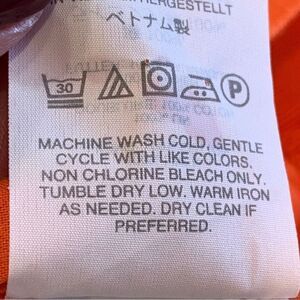 HERGESTELLT
ベトナム製
30 P
MACHINE WASH COLD, GENTLE
CYCLE WITH LIKE COLORS.
NON CHLORINE BLEACH ONLY.
TUMBLE DRY LOW. WARM IRON
AS NEEDED. DRY CLEAN IF
PREFERRED.